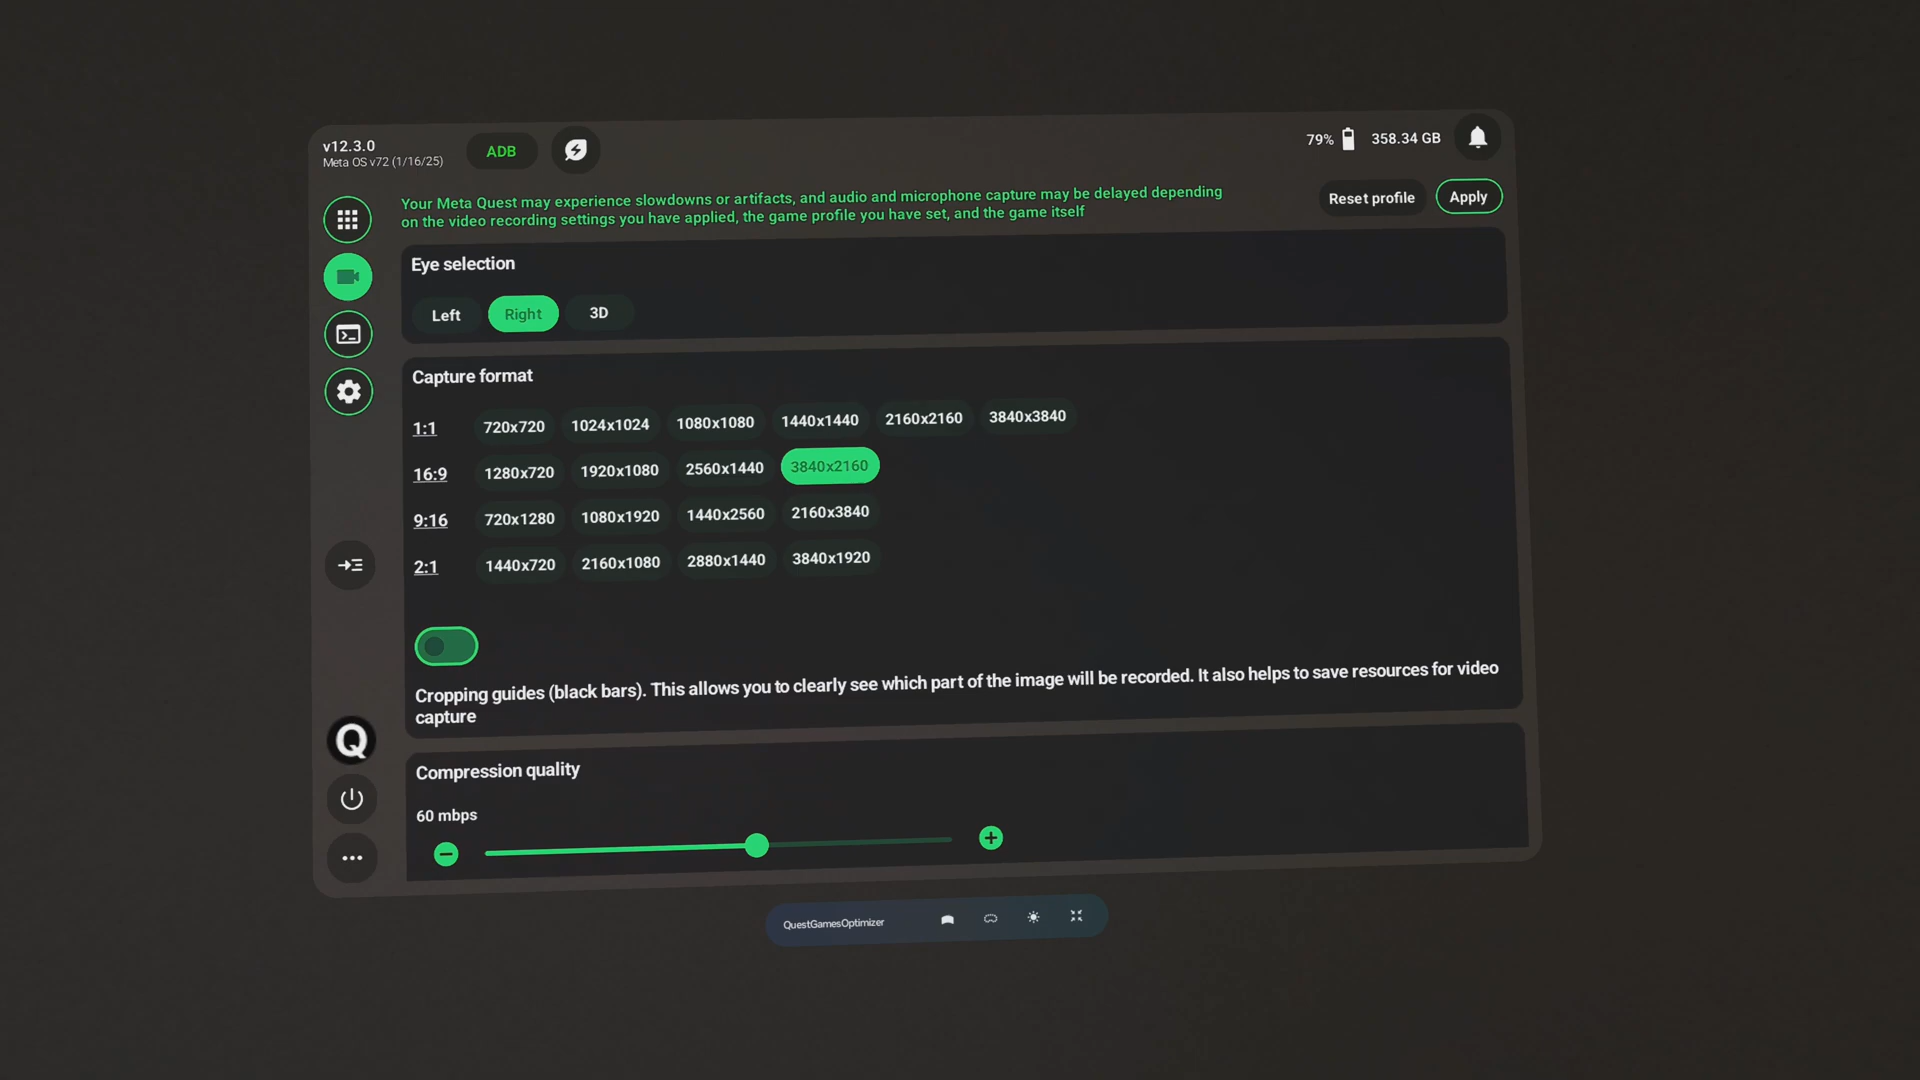 v12.3.0
Meta OS v72 (1/16/25)
ADB
79%
358.34 GB
Your Meta Quest may experience slowdowns or artifacts, and audio and microphone capture may be delayed depending
on the video recording settings you have applied, the game profile you have set, and the game itself
Reset profile
Apply
Eye selection
Left
Right
3D
Capture format
1:1 720x720 1024x1024 1080x1080 1440x1440 2160x2160 3840x3840
16:9 1280x720 1920x1080 2560x1440 3840x2160
9:16 720x1280 1080x1920 1440x2560 2160x3840
2:1 1440x720 2160x1080 2880x1440 3840x1920
Cropping guides (black bars). This allows you to clearly see which part of the image will be recorded. It also helps to save resources for video
capture
Q
Compression quality
60 mbps
QuestGamesOptimizer